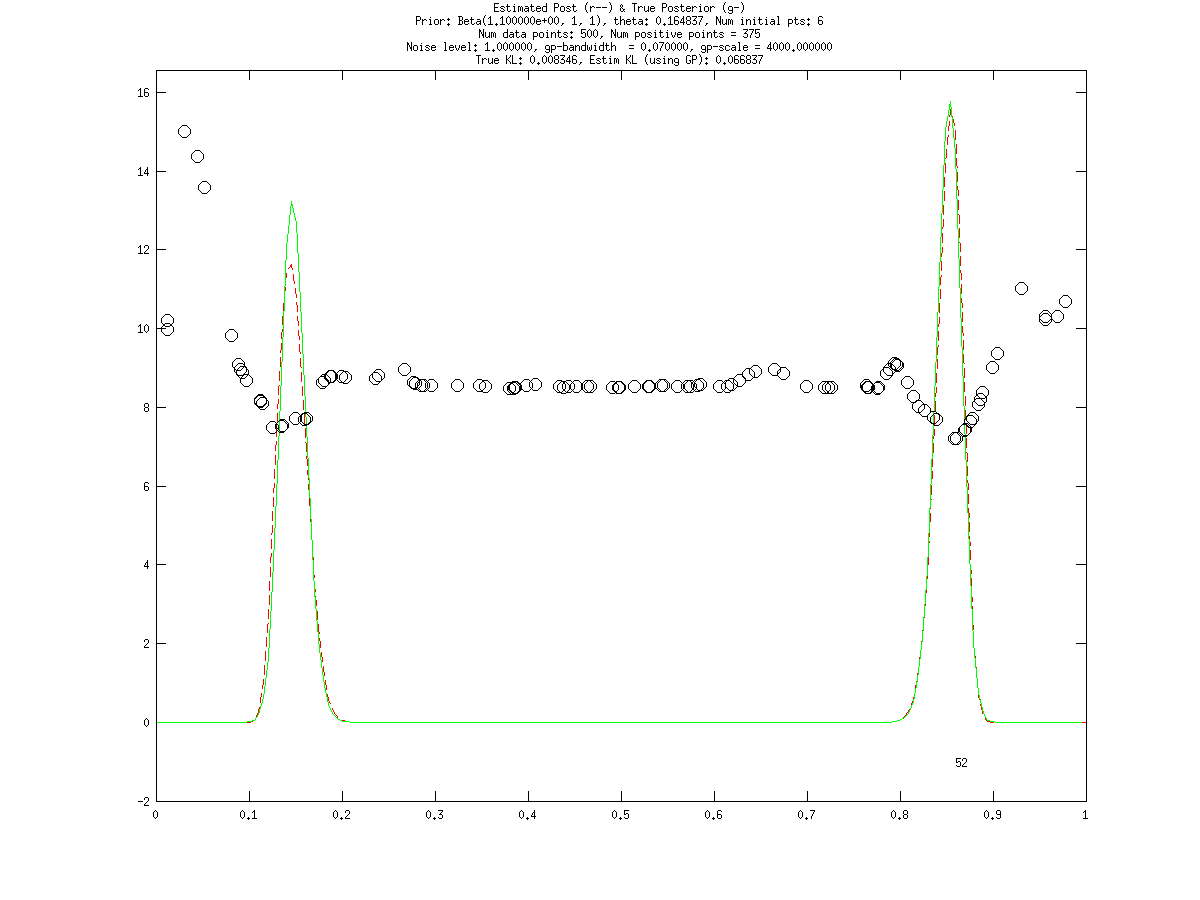 Estimated Post (r--) & True Posterior (g-)
Prior: Beta(1.100000e+00, 1, 1), theta: 0.164837, Num initial pts: 6
Num data points: 500, Num positive points = 375
Noise level: 1.000000, gp-bandwidth  = 0.070000, gp-scale = 4000.000000
True KL: 0.008346, Estim KL (using GP): 0.066837
16
14
12
10
8
6
4
2
0
52
-2
0 0.1 0.2 0.3 0.4 0.5 0.6 0.7 0.8 0.9 1